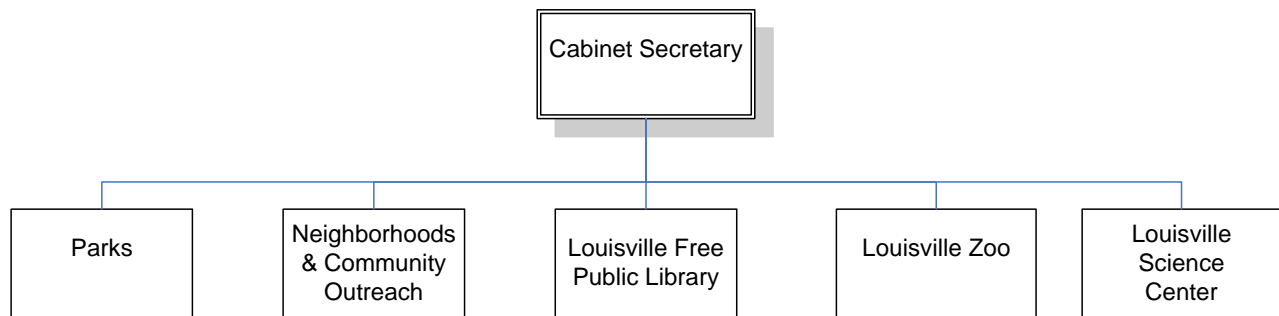 Cabinet Secretary
Parks
Neighborhoods
& Community
Outreach
Louisville Free
Public Library
Louisville Zoo
Louisville
Science
Center